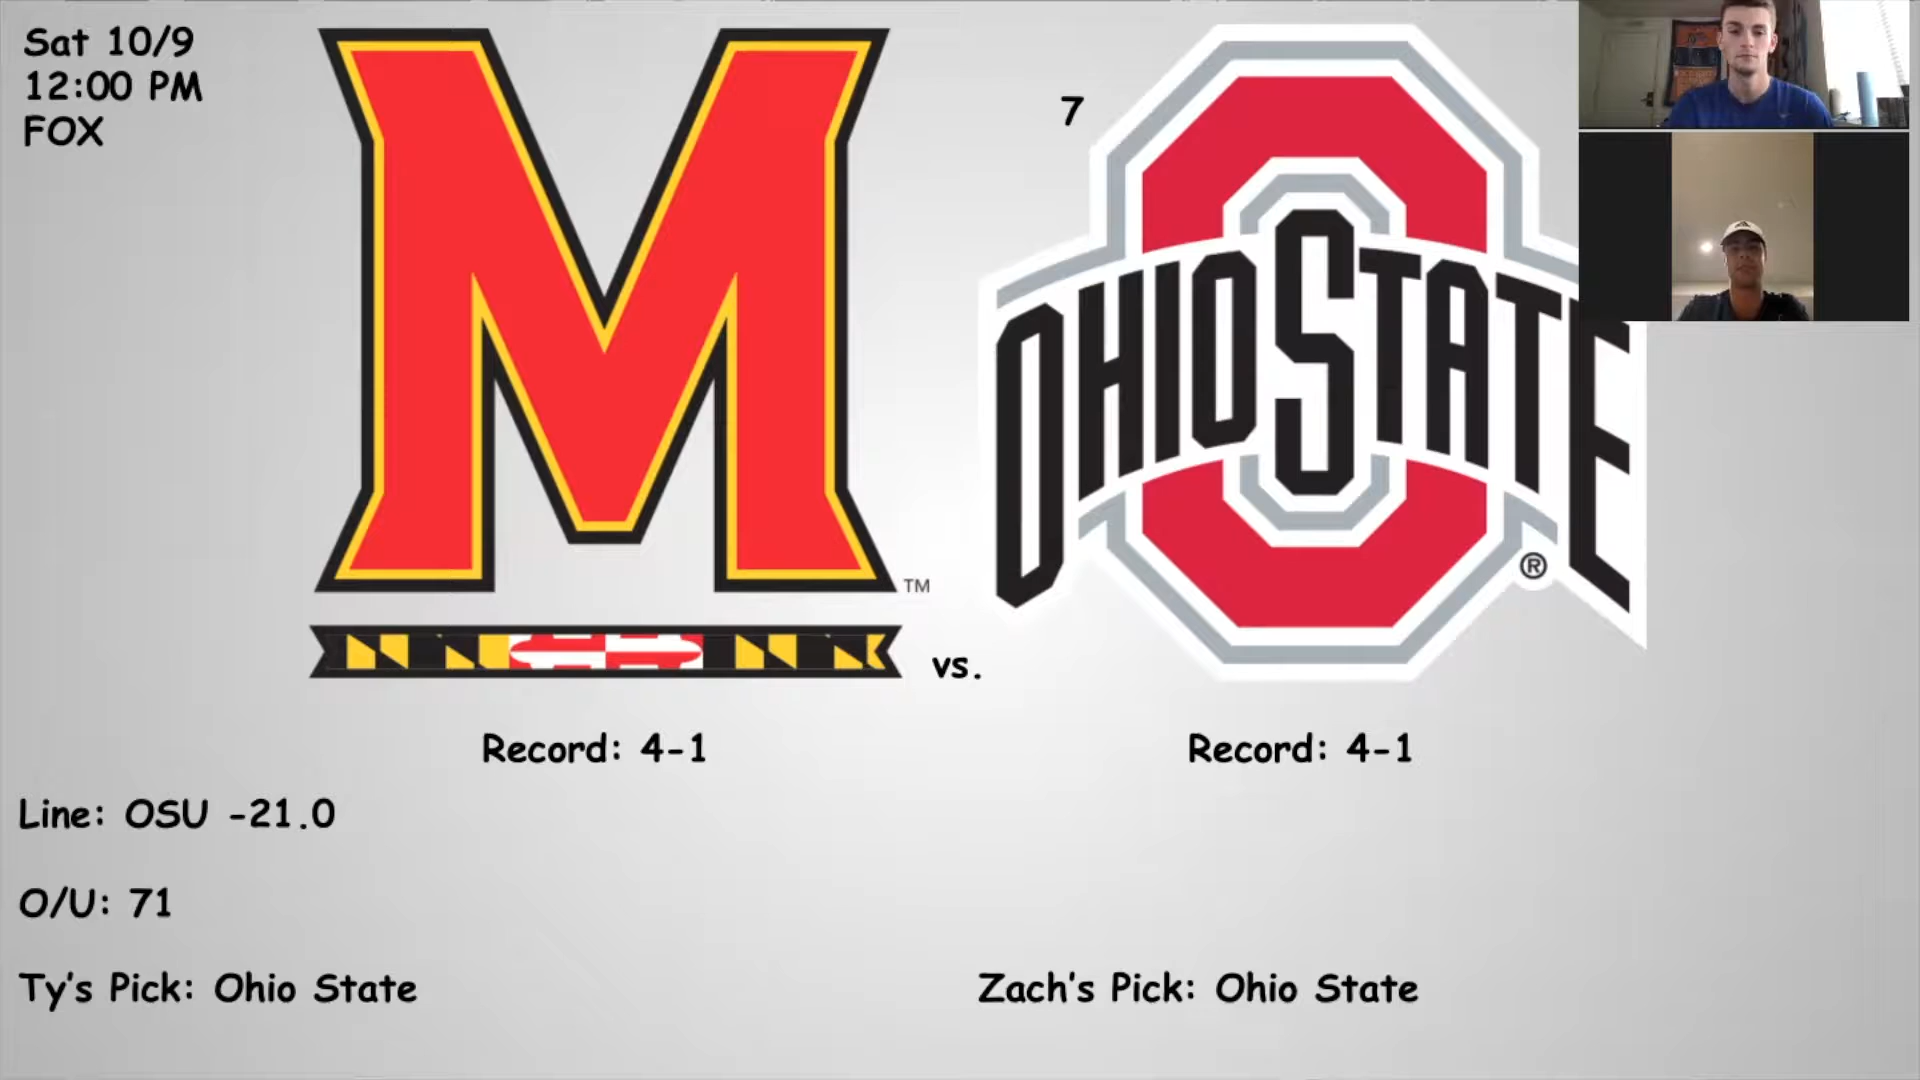 Sat 10/9
12:00 PM
FOX
M
TM
7
OHIO STATE
®
vs.
Record: 4-1
Record: 4-1
Line: OSU -21.0
O/U: 71
Ty's Pick: Ohio State
Zach's Pick: Ohio State